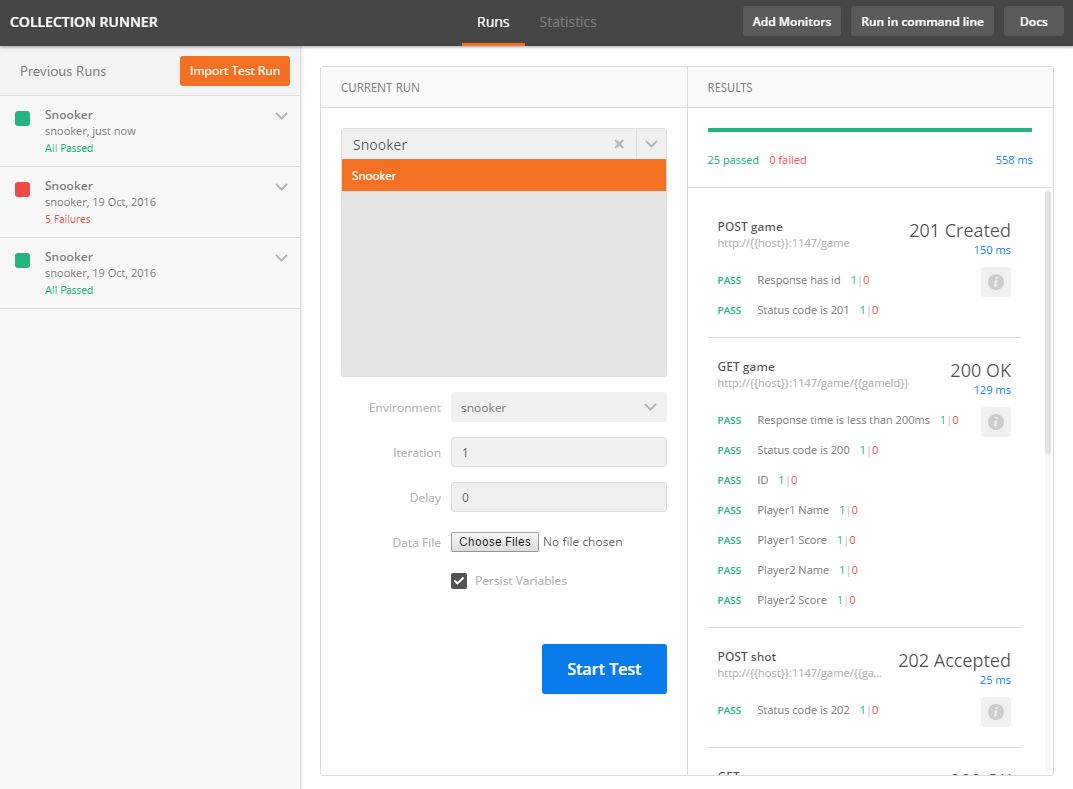 COLLECTION RUNNER
Runs
Statistics
Add Monitors
Run in command line
Docs
Previous Runs
Import Test Run
Snooker
snooker, just now
All Passed
Snooker
snooker, 19 Oct, 2016
5 Failures
Snooker
snooker, 19 Oct, 2016
All Passed
CURRENT RUN
Snooker
Snooker
Environment snooker
Iteration 1
Delay 0
Data File Choose Files No file chosen
Persist Variables
Start Test
RESULTS
25 passed 0 failed 558 ms
POST game 201 Created
http://{{host}}:1147/game 150 ms
PASS Response has id 1|0
PASS Status code is 201 1|0
GET game 200 OK
http://{{host}}:1147/game/{{gameId}} 129 ms
PASS Response time is less than 200ms 1|0
PASS Status code is 200 1|0
PASS ID 1|0
PASS Player1 Name 1|0
PASS Player1 Score 1|0
PASS Player2 Name 1|0
PASS Player2 Score 1|0
POST shot 202 Accepted
http://{{host}}:1147/game/{{ga... 25 ms
PASS Status code is 202 1|0